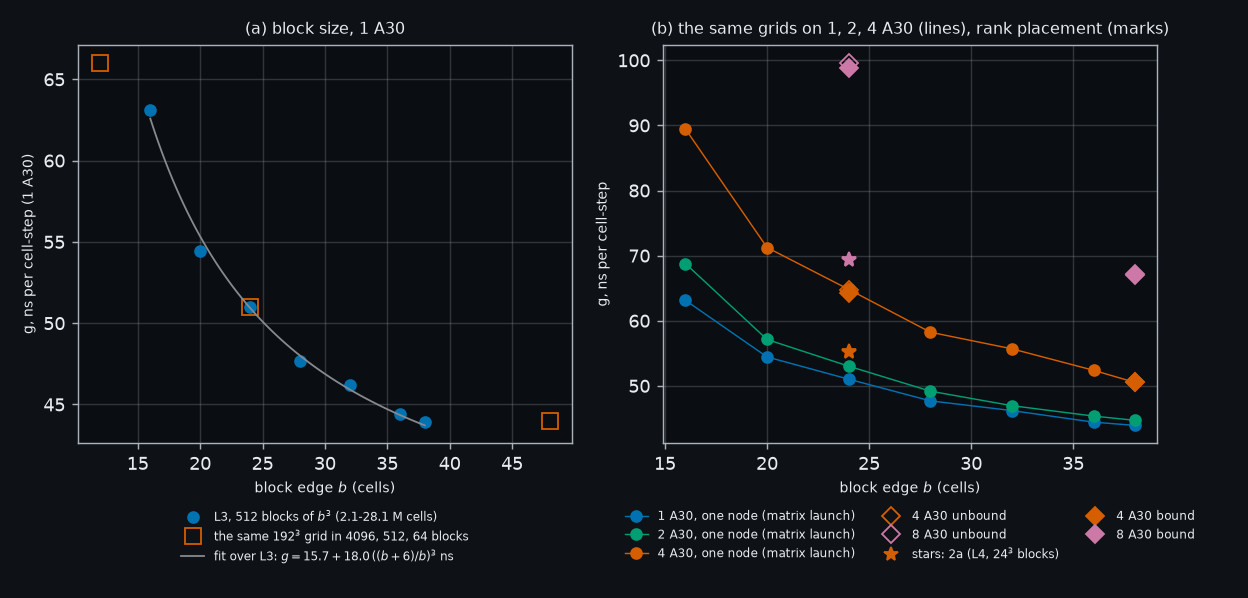 (a) block size, 1 A30
g, ns per cell-step (1 A30)
65
60
55
50
45
15 20 25 30 35 40 45
block edge b (cells)
L3, 512 blocks of b³ (2.1-28.1 M cells)
the same 192³ grid in 4096, 512, 64 blocks
fit over L3: g = 15.7 + 18.0 ((b + 6)/b)³ ns
(b) the same grids on 1, 2, 4 A30 (lines), rank placement (marks)
g, ns per cell-step
100
90
80
70
60
50
15 20 25 30 35
block edge b (cells)
1 A30, one node (matrix launch)
2 A30, one node (matrix launch)
4 A30, one node (matrix launch)
4 A30 unbound
8 A30 unbound
stars: 2a (L4, 24³ blocks)
4 A30 bound
8 A30 bound